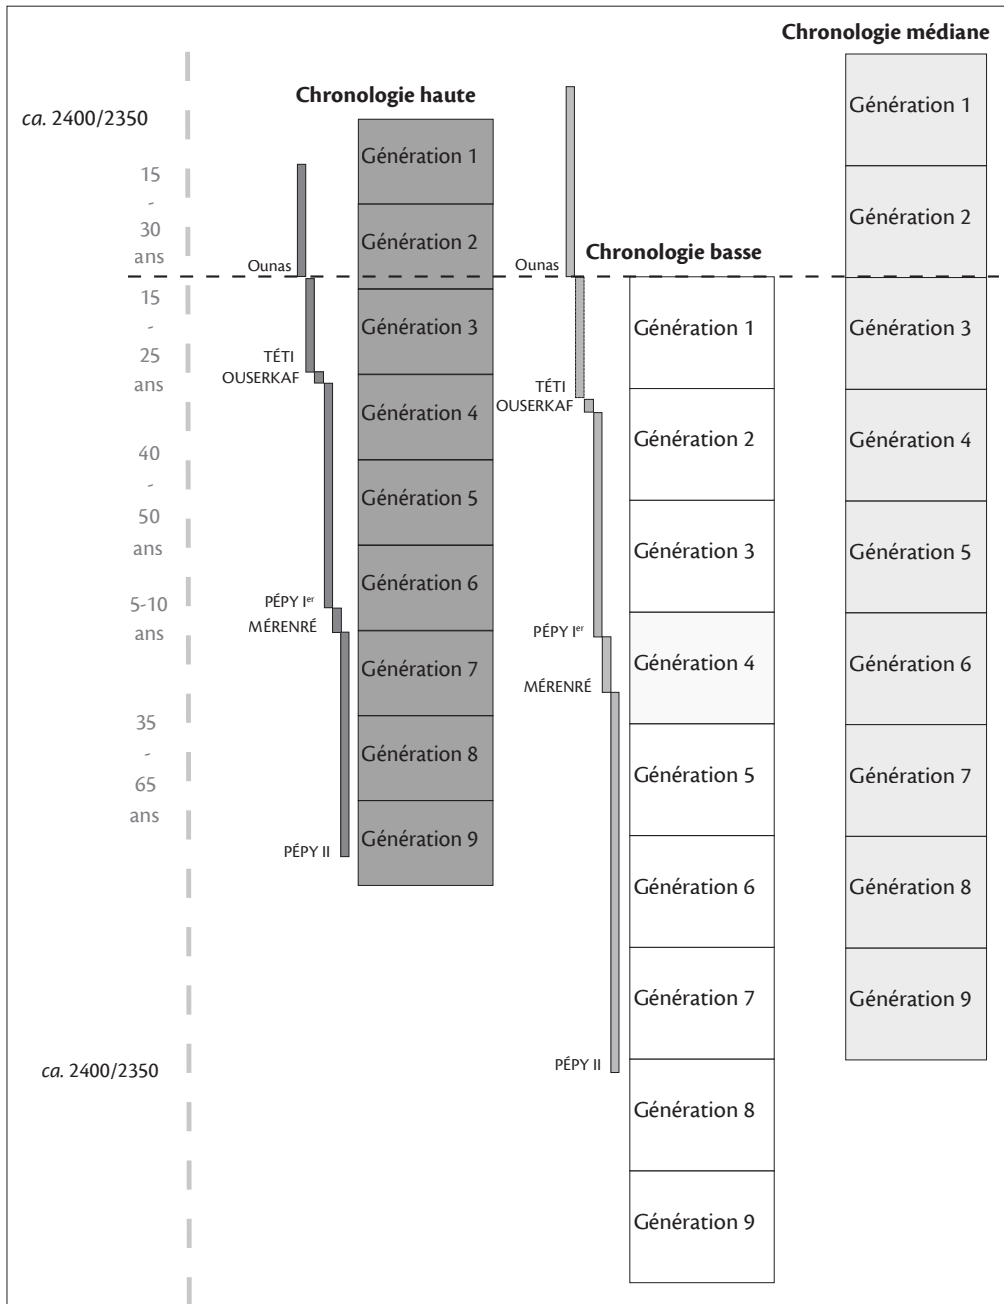 Chronologie médiane
ca. 2400/2350
15
-
30
ans
15
-
25
ans
40
-
50
ans
5-10
ans
35
-
65
ans
ca. 2400/2350
Chronologie haute
Ounas
TÉTI
OUSERKAF
PÉPY Ier
MÉRENRÉ
PÉPY II
Génération 1
Génération 2
Génération 3
Génération 4
Génération 5
Génération 6
Génération 7
Génération 8
Génération 9
Chronologie basse
Ounas
TÉTI
OUSERKAF
PÉPY Ier
MÉRENRÉ
PÉPY II
Génération 1
Génération 2
Génération 3
Génération 4
Génération 5
Génération 6
Génération 7
Génération 8
Génération 9
Génération 1
Génération 2
Génération 3
Génération 4
Génération 5
Génération 6
Génération 7
Génération 8
Génération 9